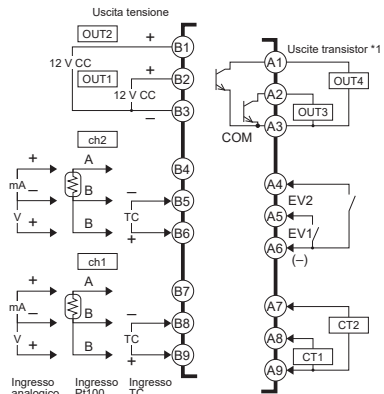 Uscita tensione
OUT2
+
B1
12 V CC
OUT1
+
B2
12 V CC
B3
−
ch2
+
A
B4
mA
−
B
−
B5
V
TC
+
B
+
B6
ch1
+
A
B7
mA
−
B
−
B8
V
TC
+
B
+
B9
Ingresso analogico
Ingresso Pt100
Ingresso TC
A1
Uscite transistor *1
OUT4
A2
OUT3
A3
COM
A4
EV2
A5
EV1
A6
(−)
A7
CT2
A8
CT1
A9